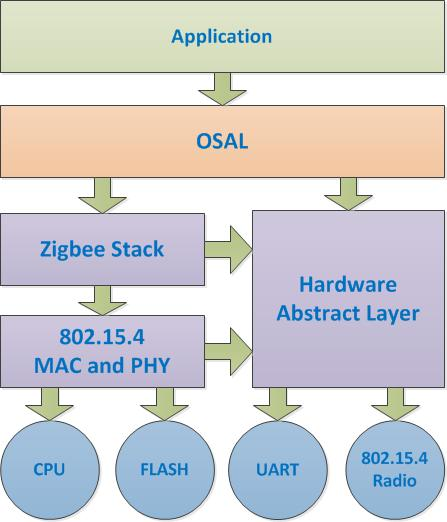 Application
OSAL
Zigbee Stack
Hardware
Abstract Layer
802.15.4
MAC and PHY
CPU
FLASH
UART
802.15.4
Radio